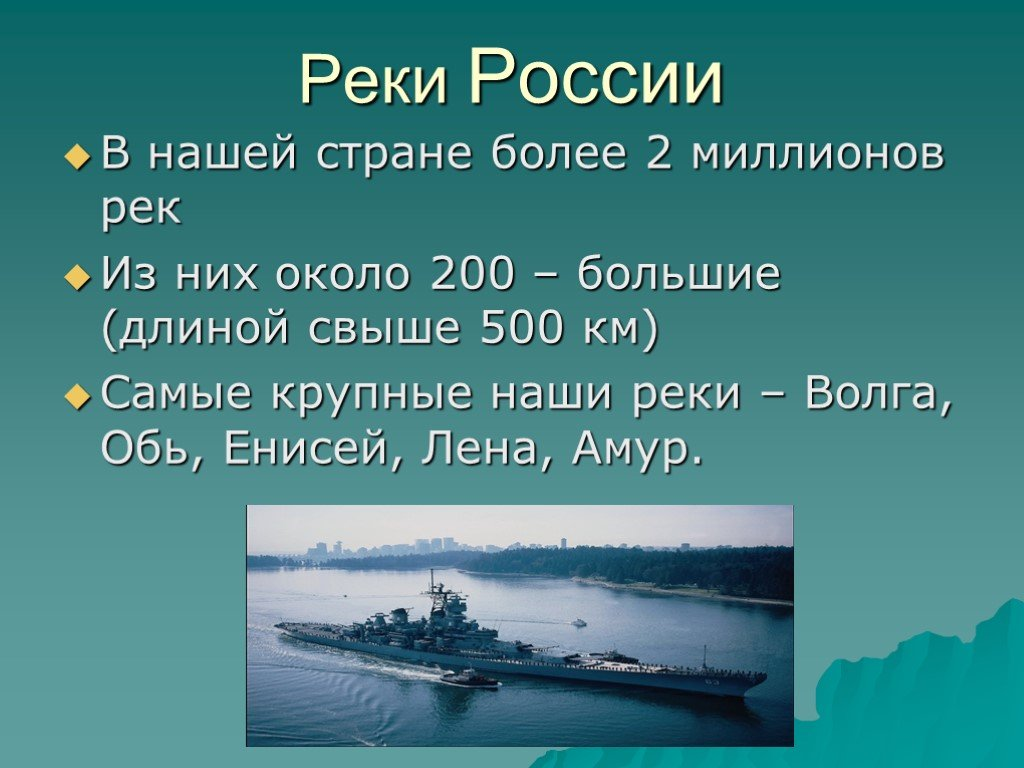 Реки России
В нашей стране более 2 миллионов
рек
Из них около 200 – большие
(длиной свыше 500 км)
Самые крупные наши реки – Волга,
Обь, Енисей, Лена, Амур.
63